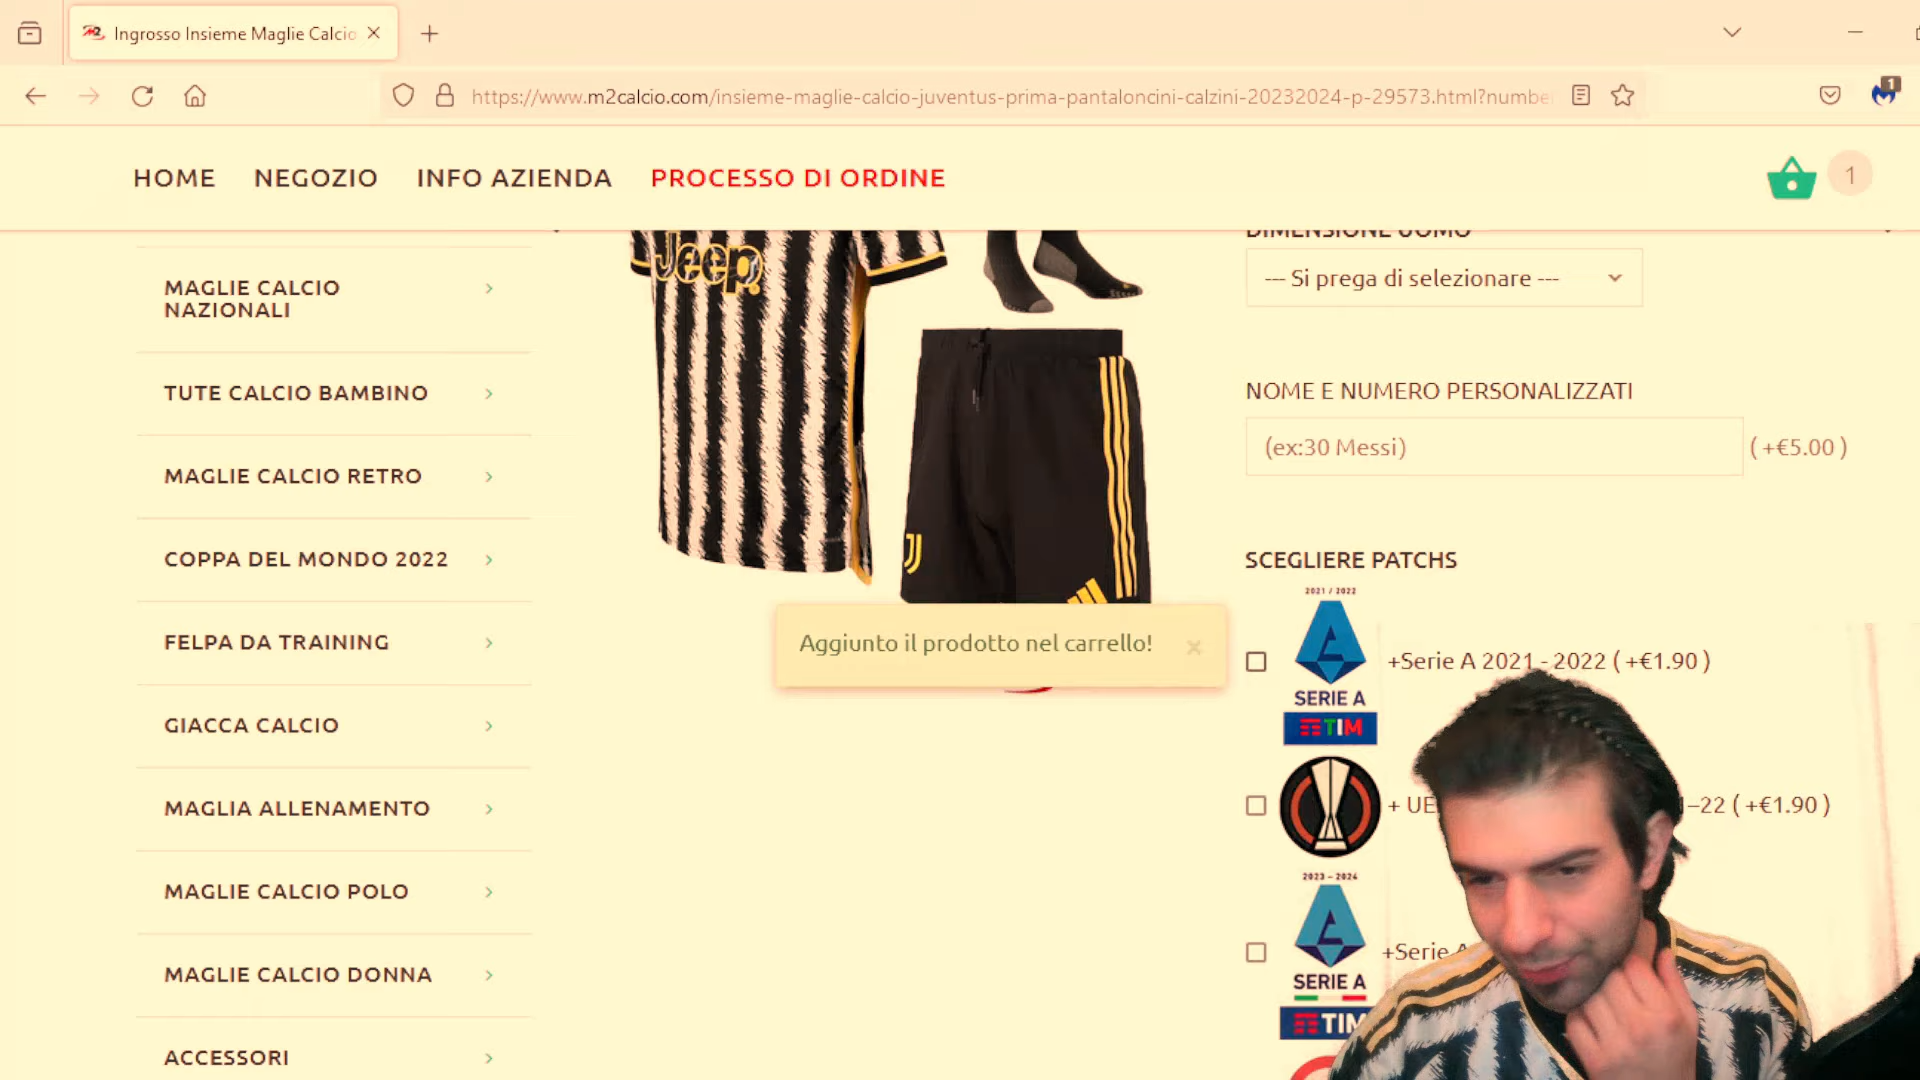 Ingrosso Insieme Maglie Calcio
1
https://www.m2calcio.com/insieme-maglie-calcio-juventus-prima-pantaloncini-calzini-20232024-p-29573.html?numbe
HOME
NEGOZIO
INFO AZIENDA
PROCESSO DI ORDINE
1
MAGLIE CALCIO
NAZIONALI
TUTE CALCIO BAMBINO
MAGLIE CALCIO RETRO
COPPA DEL MONDO 2022
FELPA DA TRAINING
GIACCA CALCIO
MAGLIA ALLENAMENTO
MAGLIE CALCIO POLO
MAGLIE CALCIO DONNA
ACCESSORI
Jeep
Aggiunto il prodotto nel carrello!
DIMENSIONE UOMO
--- Si prega di selezionare ---
NOME E NUMERO PERSONALIZZATI
(ex:30 Messi)
( +€5.00 )
SCEGLIERE PATCHS
2021 / 2022
SERIE A
TIM
+Serie A 2021 - 2022 ( +€1.90 )
+ UE
–22 ( +€1.90 )
2023 – 2024
SERIE A
TIM
+Serie